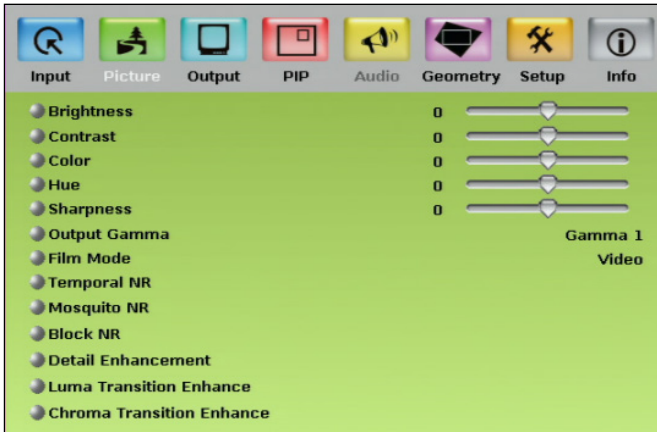 Input Picture Output PIP Audio Geometry Setup Info
Brightness 0
Contrast 0
Color 0
Hue 0
Sharpness 0
Output Gamma Gamma 1
Film Mode Video
Temporal NR
Mosquito NR
Block NR
Detail Enhancement
Luma Transition Enhance
Chroma Transition Enhance